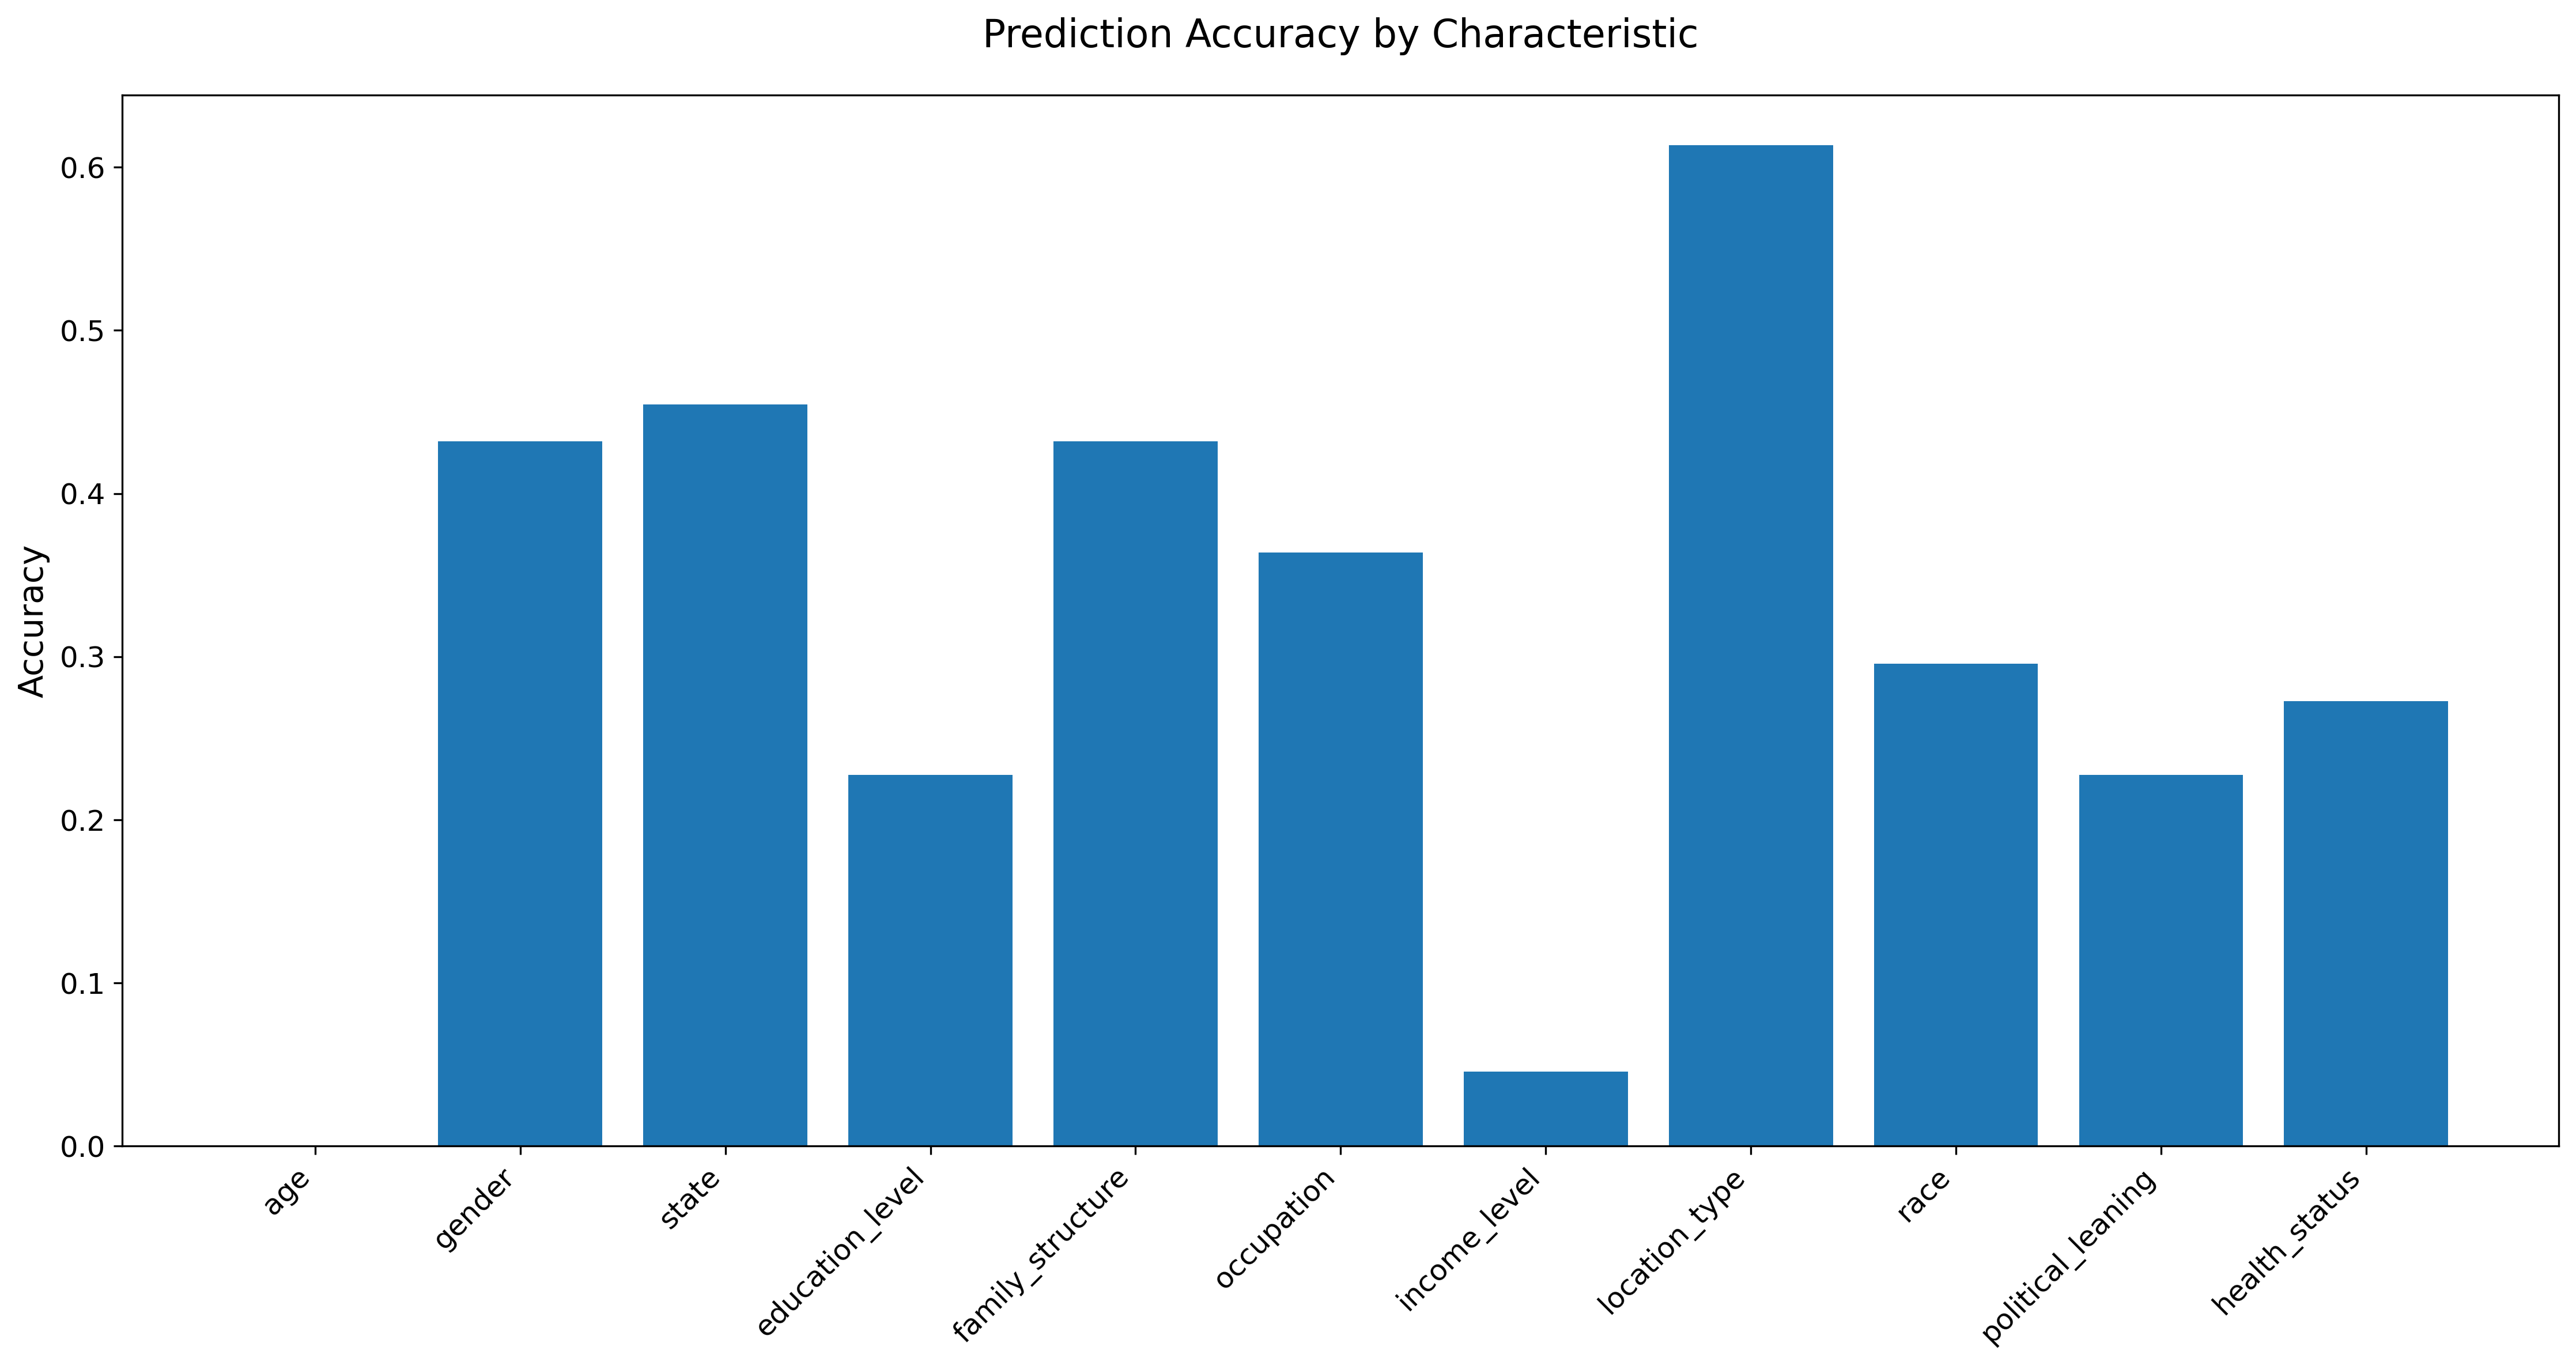 Prediction Accuracy by Characteristic
Accuracy
0.6
0.5
0.4
0.3
0.2
0.1
0.0
age
gender
state
education_level
family_structure
occupation
income_level
location_type
race
political_leaning
health_status